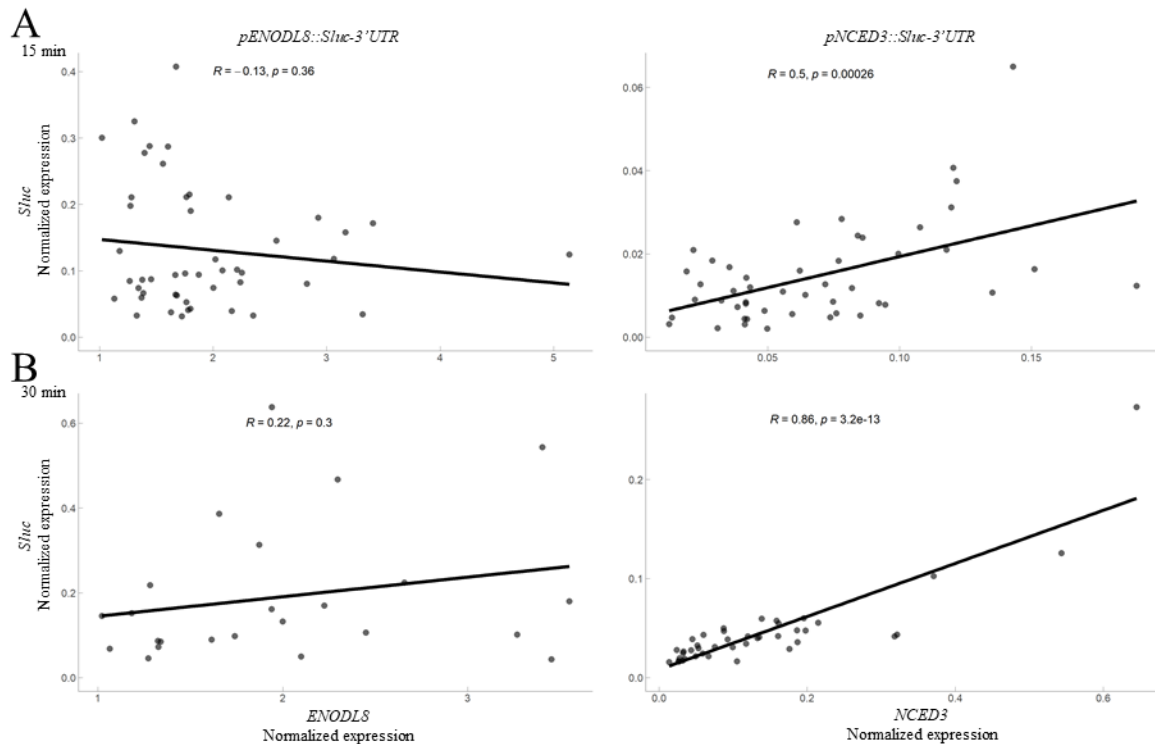 A
pENODL8::Sluc-3'UTR
pNCED3::Sluc-3'UTR
15 min
R = −0.13, p = 0.36
R = 0.5, p = 0.00026
Sluc
Normalized expression
0.4
0.3
0.2
0.1
0.0
1 2 3 4 5
0.06
0.04
0.02
0.00
0.05 0.10 0.15
B
30 min
R = 0.22, p = 0.3
R = 0.86, p = 3.2e-13
Sluc
Normalized expression
0.6
0.4
0.2
0.0
1 2 3
0.2
0.1
0.0
0.0 0.2 0.4 0.6
ENODL8
Normalized expression
NCED3
Normalized expression